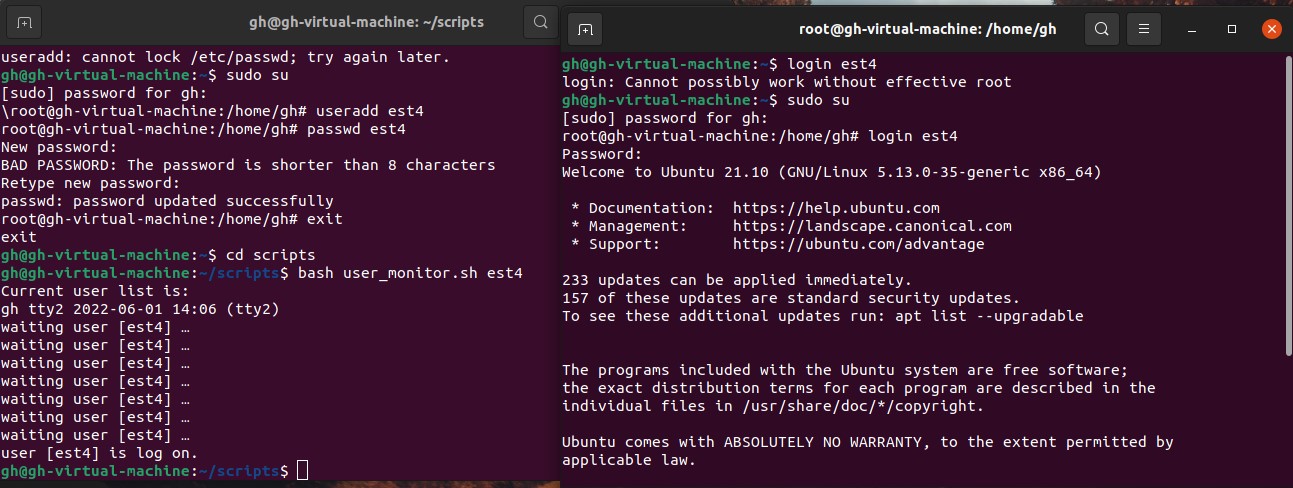 gh@gh-virtual-machine: ~/scripts
useradd: cannot lock /etc/passwd; try again later.
gh@gh-virtual-machine:~$ sudo su
[sudo] password for gh:
\root@gh-virtual-machine:/home/gh# useradd est4
root@gh-virtual-machine:/home/gh# passwd est4
New password:
BAD PASSWORD: The password is shorter than 8 characters
Retype new password:
passwd: password updated successfully
root@gh-virtual-machine:/home/gh# exit
exit
gh@gh-virtual-machine:~$ cd scripts
gh@gh-virtual-machine:~/scripts$ bash user_monitor.sh est4
Current user list is:
gh tty2 2022-06-01 14:06 (tty2)
waiting user [est4] …
waiting user [est4] …
waiting user [est4] …
waiting user [est4] …
waiting user [est4] …
waiting user [est4] …
waiting user [est4] …
user [est4] is log on.
gh@gh-virtual-machine:~/scripts$
root@gh-virtual-machine: /home/gh
gh@gh-virtual-machine:~$ login est4
login: Cannot possibly work without effective root
gh@gh-virtual-machine:~$ sudo su
[sudo] password for gh:
root@gh-virtual-machine:/home/gh# login est4
Password:
Welcome to Ubuntu 21.10 (GNU/Linux 5.13.0-35-generic x86_64)
* Documentation:  https://help.ubuntu.com
* Management:     https://landscape.canonical.com
* Support:        https://ubuntu.com/advantage
233 updates can be applied immediately.
157 of these updates are standard security updates.
To see these additional updates run: apt list --upgradable
The programs included with the Ubuntu system are free software;
the exact distribution terms for each program are described in the
individual files in /usr/share/doc/*/copyright.
Ubuntu comes with ABSOLUTELY NO WARRANTY, to the extent permitted by
applicable law.